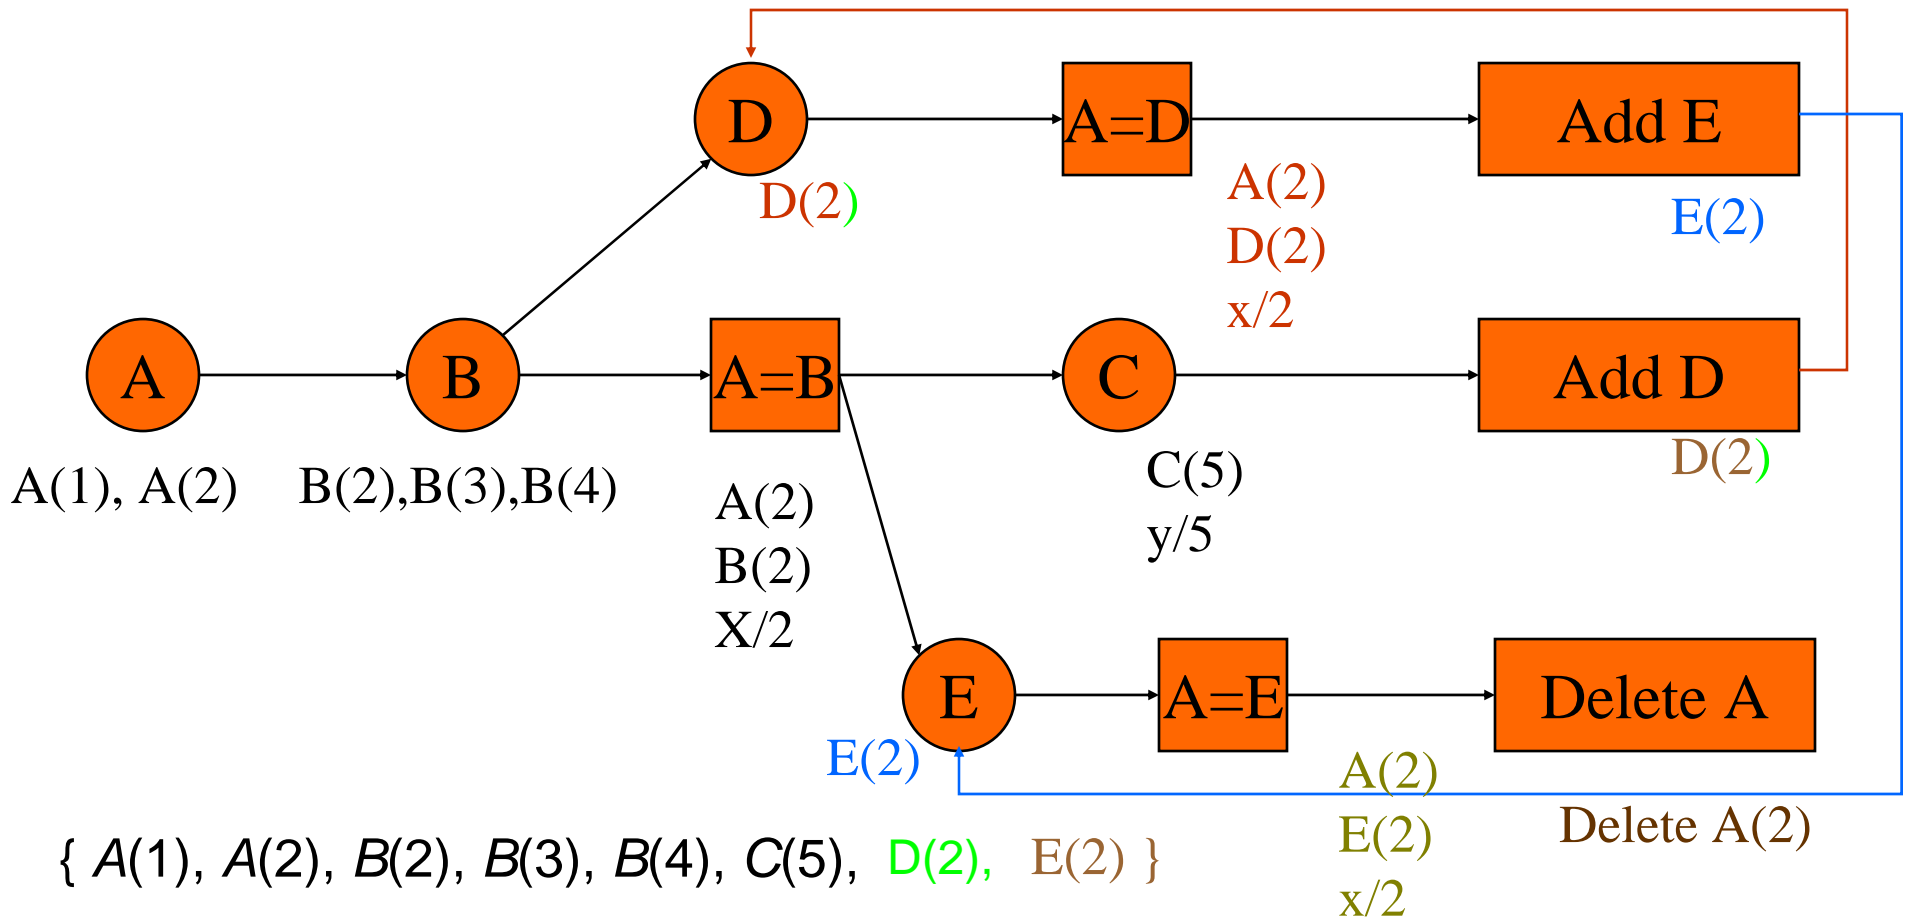 D
A=D
Add E
D(2)
A(2)
D(2)
x/2
E(2)
A
B
A=B
C
Add D
A(1), A(2)
B(2),B(3),B(4)
A(2)
B(2)
X/2
C(5)
y/5
D(2)
E
A=E
Delete A
E(2)
A(2)
E(2)
x/2
Delete A(2)
{ A(1), A(2), B(2), B(3), B(4), C(5), D(2), E(2) }